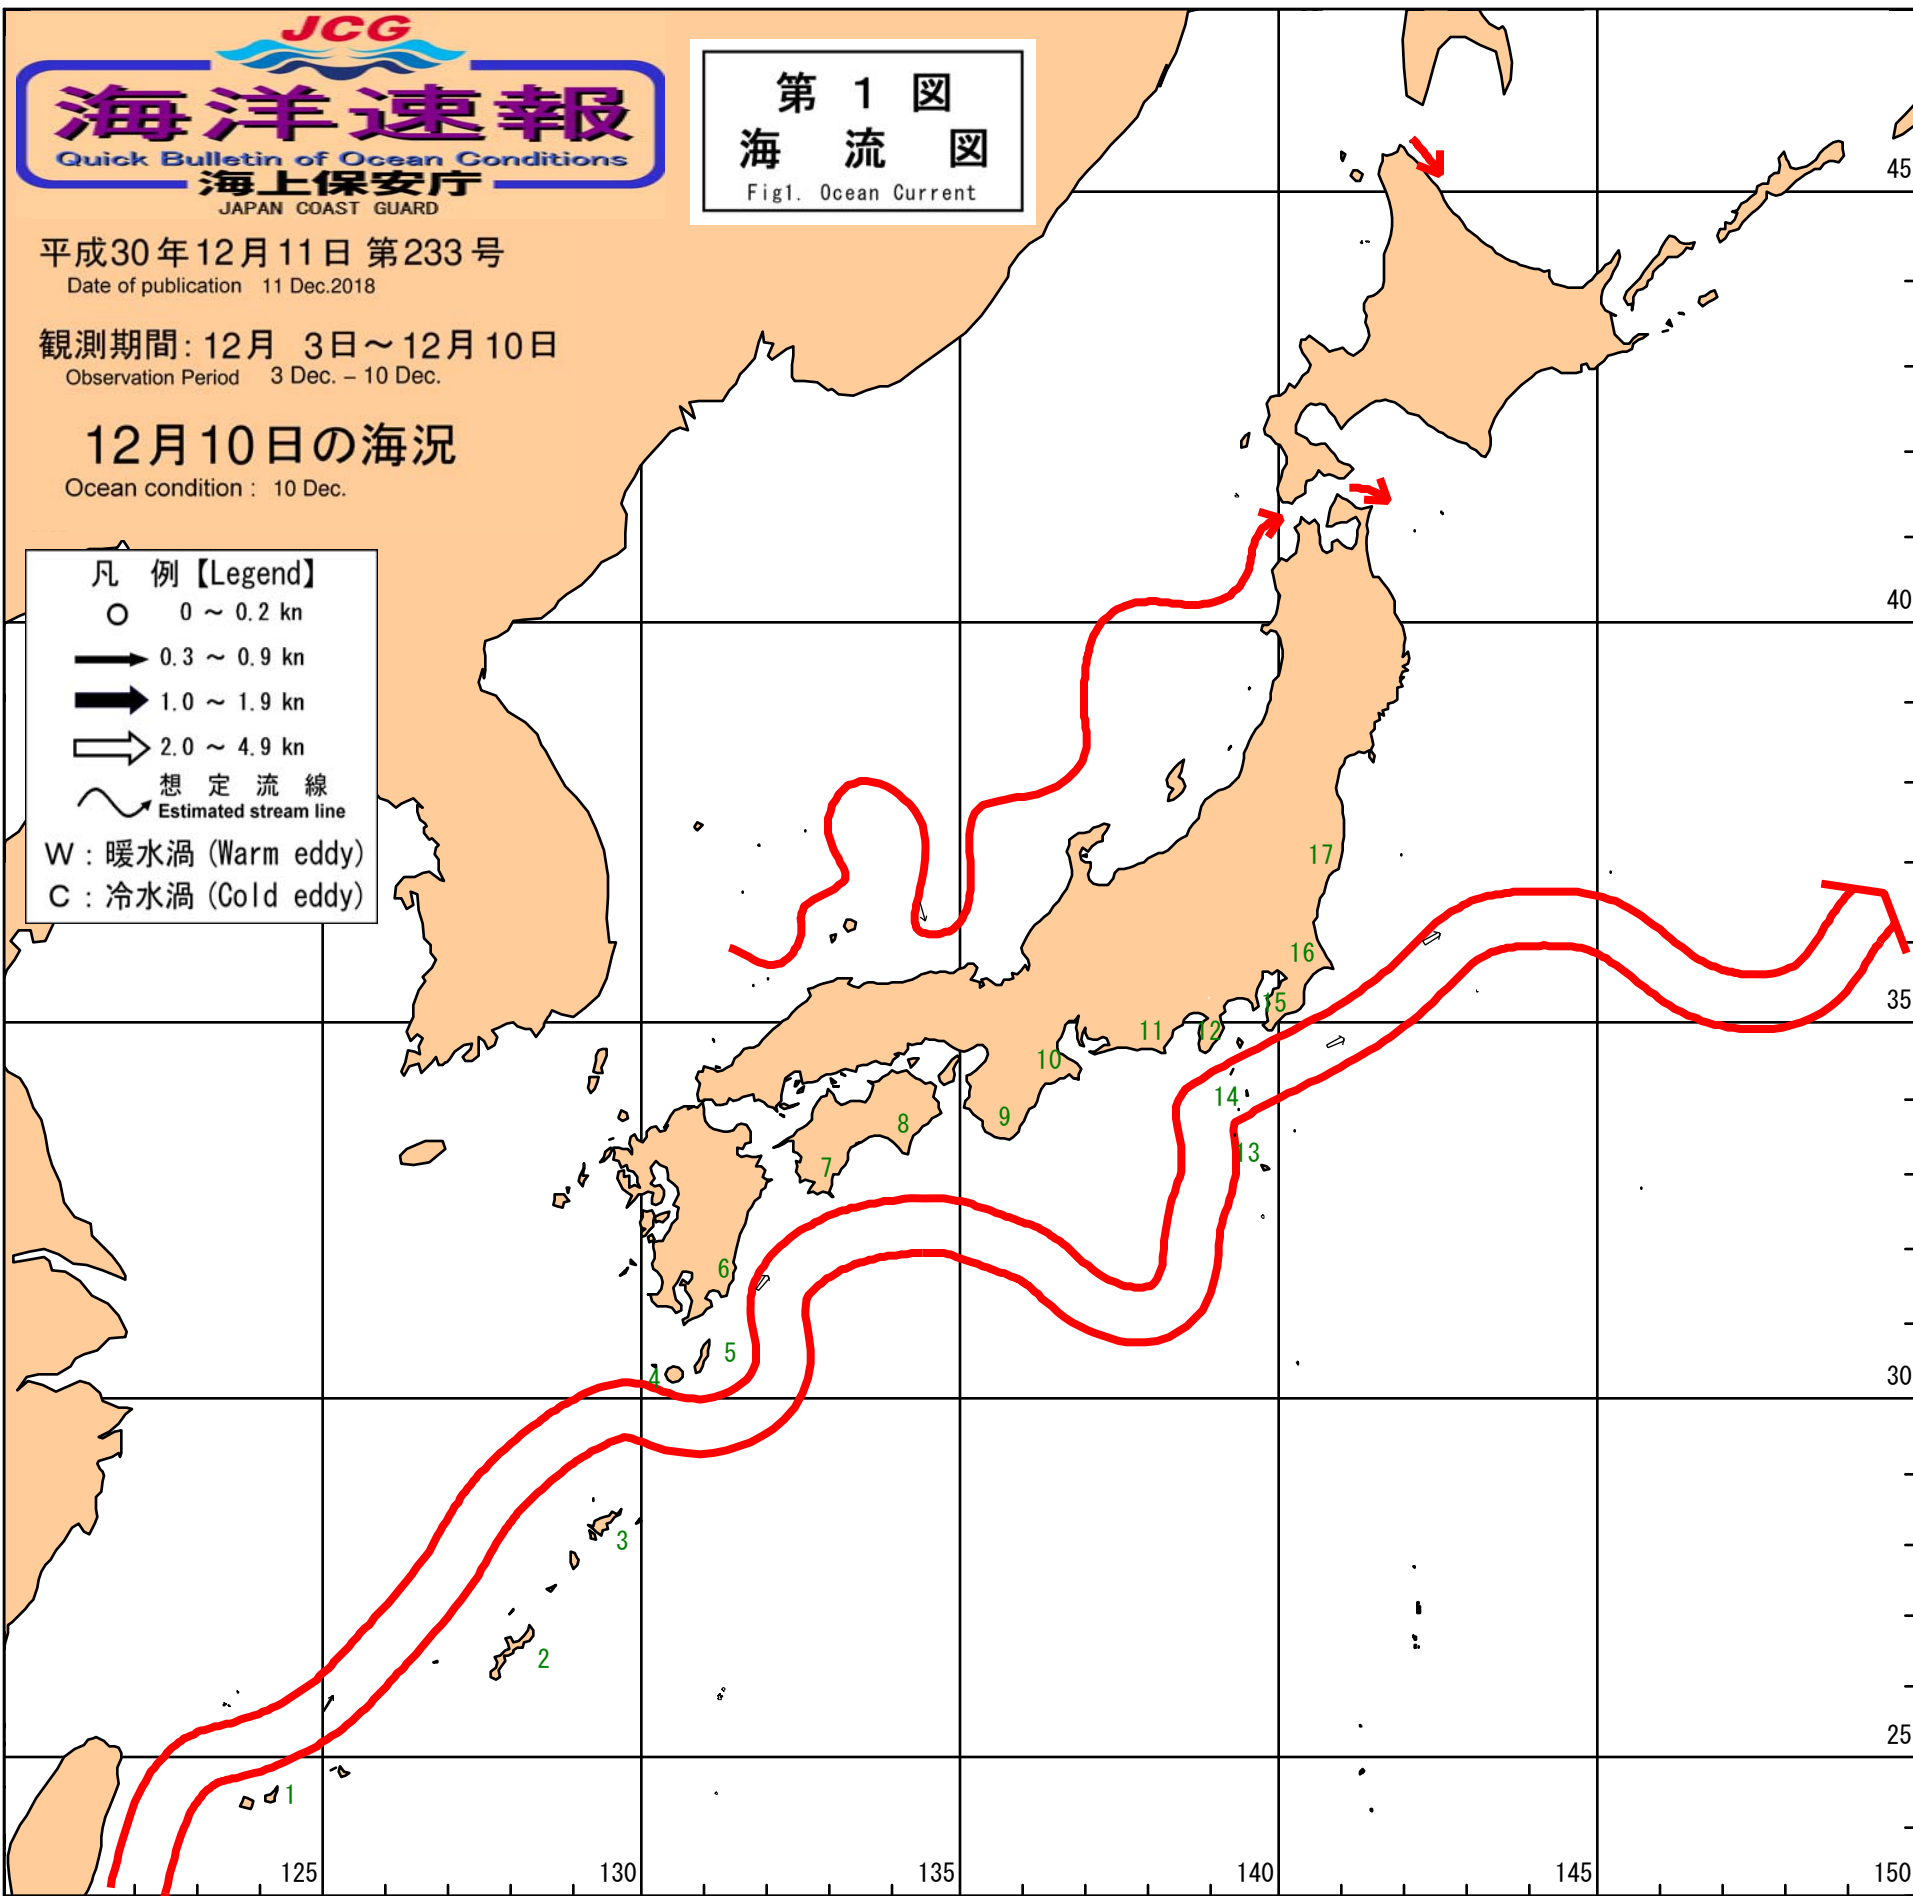 JCG
海洋速報
Quick Bulletin of Ocean Conditions
海上保安庁
JAPAN COAST GUARD
第 1 図
海 流 図
Fig1. Ocean Current
平成30年12月11日 第233号
Date of publication 11 Dec.2018
観測期間: 12月 3日～12月10日
Observation Period 3 Dec. – 10 Dec.
12月10日の海況
Ocean condition : 10 Dec.
凡 例【Legend】
0 ～ 0.2 kn
0.3 ～ 0.9 kn
1.0 ～ 1.9 kn
2.0 ～ 4.9 kn
想 定 流 線
Estimated stream line
W : 暖水渦 (Warm eddy)
C : 冷水渦 (Cold eddy)
45
40
17
16
35
15
12
11
10
14
9
8
13
7
6
5
4
30
3
2
25
1
125
130
135
140
145
150